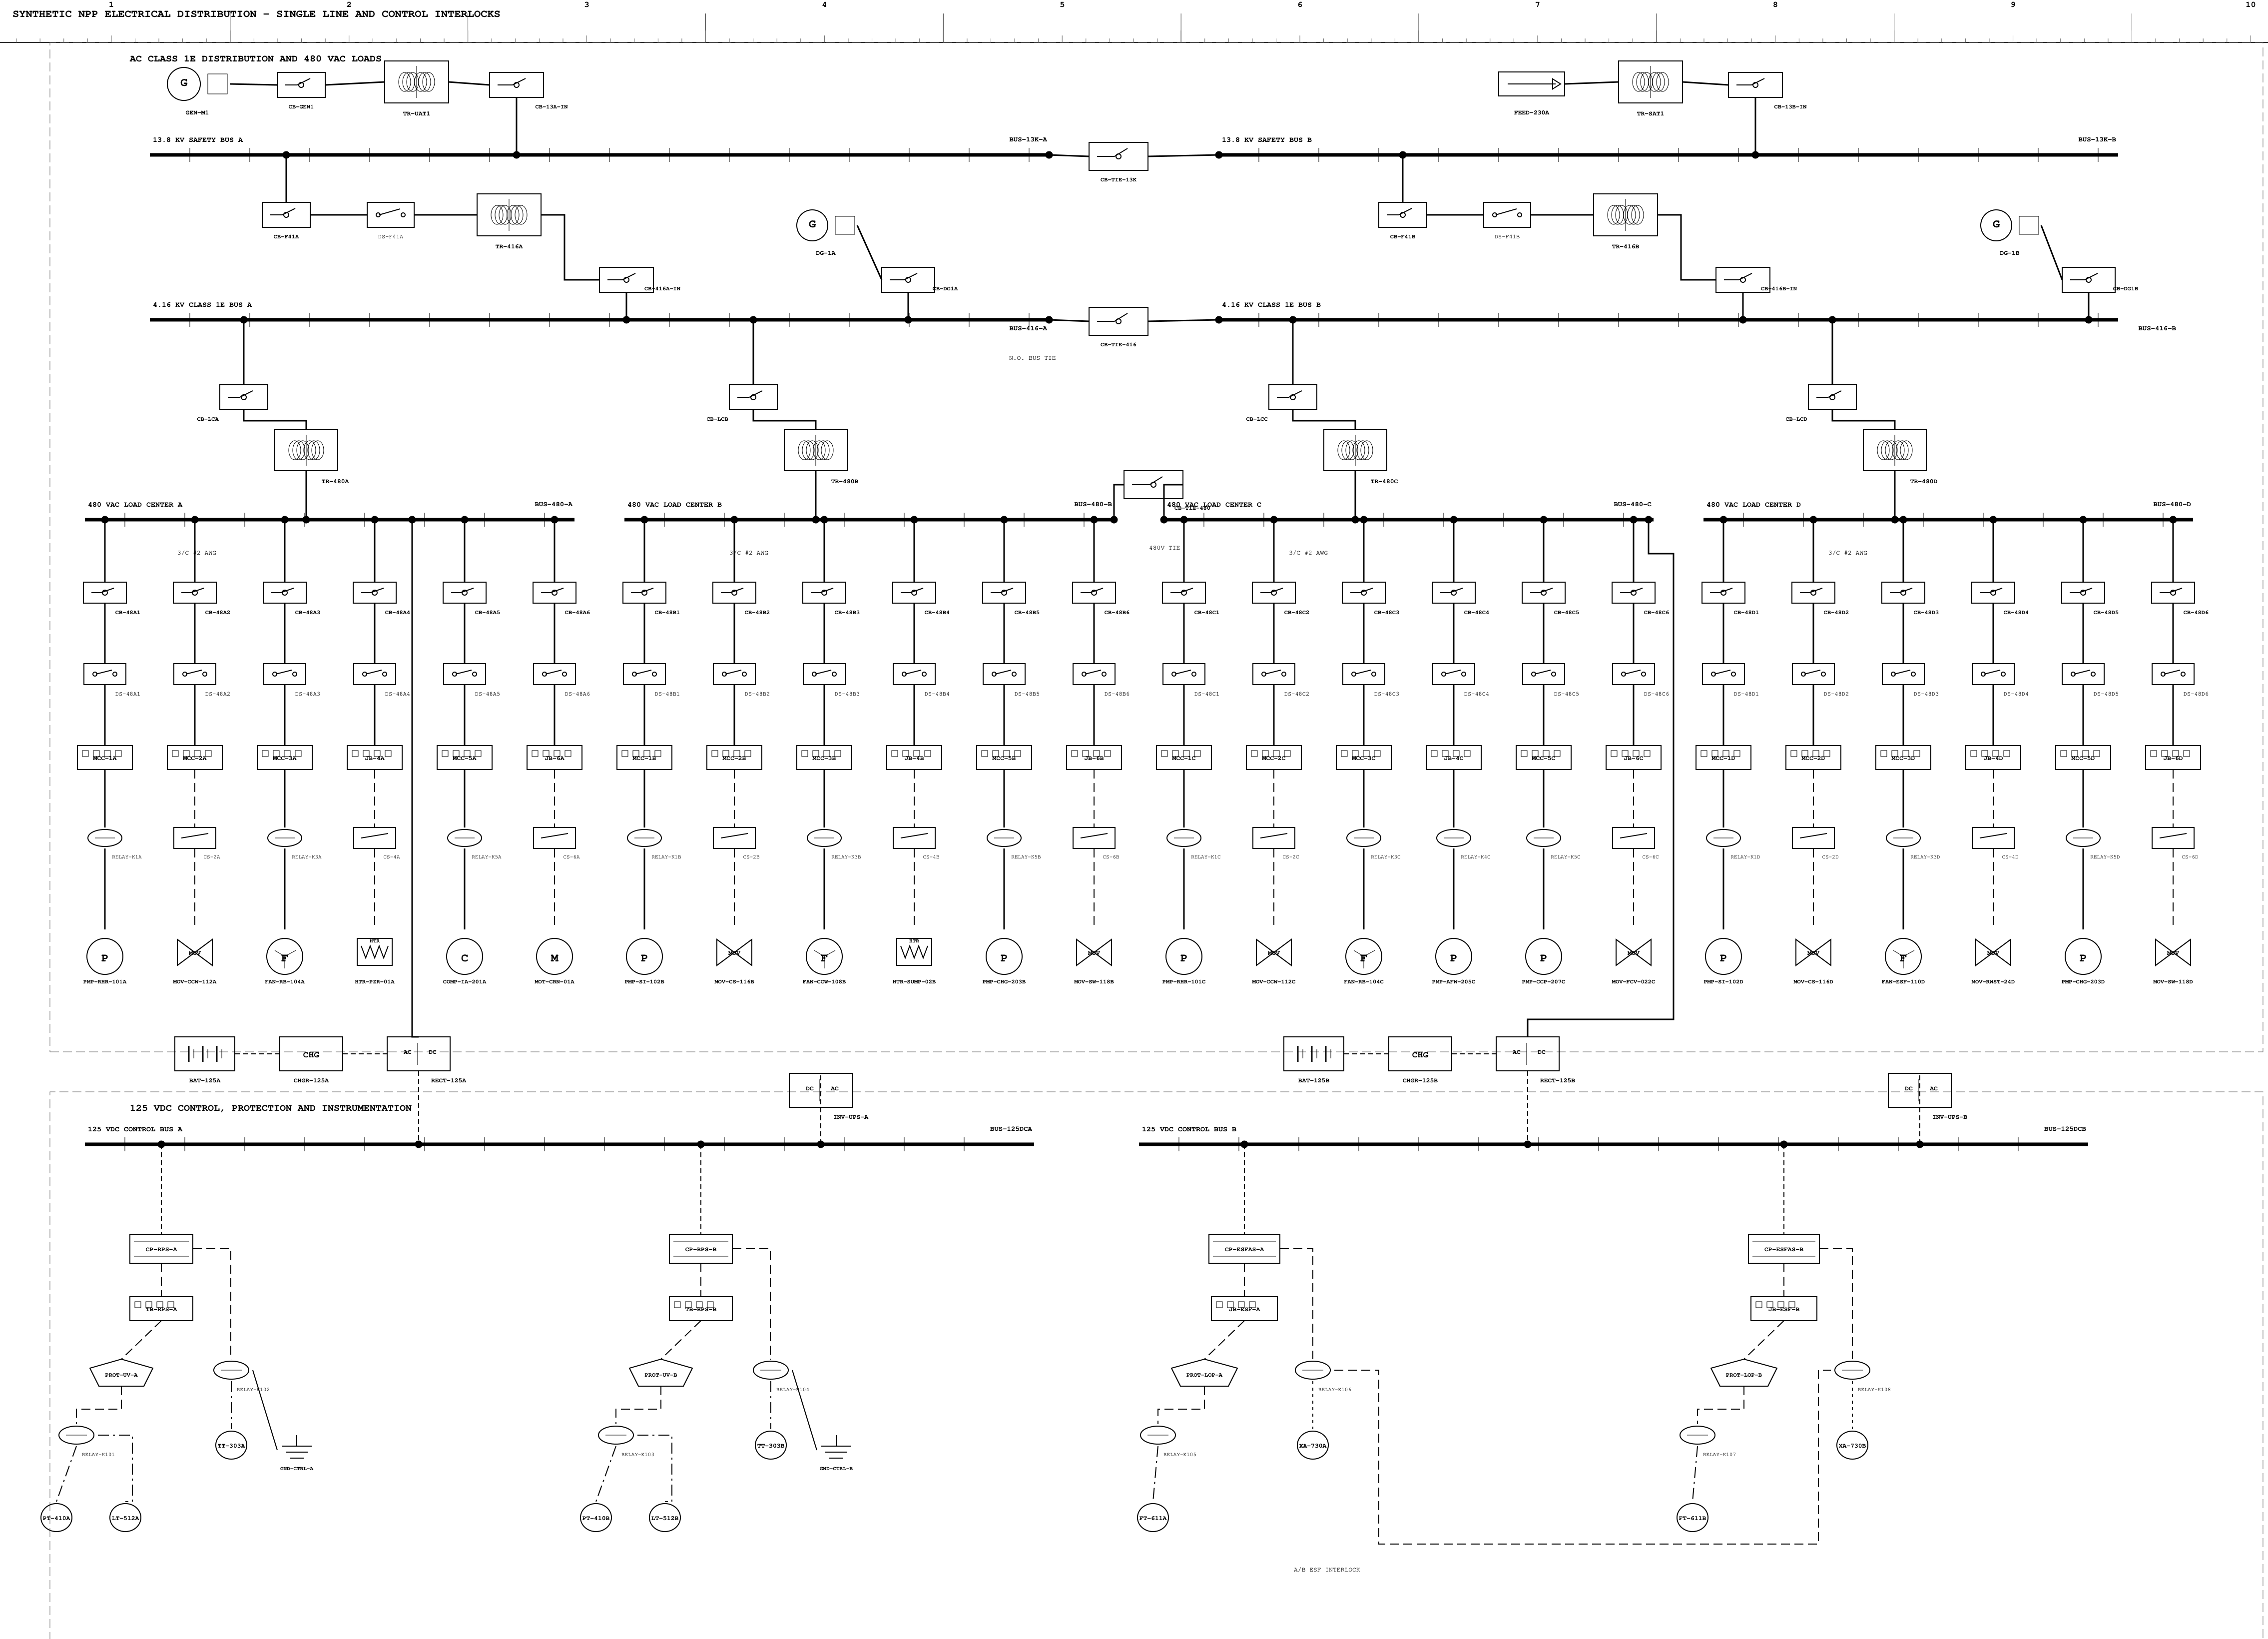 1 2 3 4 5 6 7 8 9 10
SYNTHETIC NPP ELECTRICAL DISTRIBUTION — SINGLE LINE AND CONTROL INTERLOCKS
AC CLASS 1E DISTRIBUTION AND 480 VAC LOADS
G
GEN-M1 CB-GEN1 TR-UAT1 CB-13A-IN FEED-230A TR-SAT1 CB-13B-IN
13.8 KV SAFETY BUS A BUS-13K-A 13.8 KV SAFETY BUS B BUS-13K-B
CB-TIE-13K
G G
CB-F41A DS-F41A TR-416A DG-1A CB-F41B DS-F41B TR-416B DG-1B
CB-416A-IN CB-DG1A CB-416B-IN CB-DG1B
4.16 KV CLASS 1E BUS A 4.16 KV CLASS 1E BUS B
BUS-416-A BUS-416-B
CB-TIE-416
N.O. BUS TIE
CB-LCA CB-LCB CB-LCC CB-LCD
TR-480A TR-480B TR-480C TR-480D
480 VAC LOAD CENTER A BUS-480-A 480 VAC LOAD CENTER B BUS-480-B 480 VAC LOAD CENTER C BUS-480-C 480 VAC LOAD CENTER D BUS-480-D
CB-TIE-480
480V TIE
3/C #2 AWG 3/C #2 AWG 3/C #2 AWG 3/C #2 AWG
CB-48A1 CB-48A2 CB-48A3 CB-48A4 CB-48A5 CB-48A6 CB-48B1 CB-48B2 CB-48B3 CB-48B4 CB-48B5 CB-48B6 CB-48C1 CB-48C2 CB-48C3 CB-48C4 CB-48C5 CB-48C6 CB-48D1 CB-48D2 CB-48D3 CB-48D4 CB-48D5 CB-48D6
DS-48A1 DS-48A2 DS-48A3 DS-48A4 DS-48A5 DS-48A6 DS-48B1 DS-48B2 DS-48B3 DS-48B4 DS-48B5 DS-48B6 DS-48C1 DS-48C2 DS-48C3 DS-48C4 DS-48C5 DS-48C6 DS-48D1 DS-48D2 DS-48D3 DS-48D4 DS-48D5 DS-48D6
MCC-1A MCC-2A MCC-3A JB-4A MCC-5A JB-6A MCC-1B MCC-2B MCC-3B JB-4B MCC-5B JB-6B MCC-1C MCC-2C MCC-3C JB-4C MCC-5C JB-6C MCC-1D MCC-2D MCC-3D JB-4D MCC-5D JB-6D
RELAY-K1A CS-2A RELAY-K3A CS-4A RELAY-K5A CS-6A RELAY-K1B CS-2B RELAY-K3B CS-4B RELAY-K5B CS-6B RELAY-K1C CS-2C RELAY-K3C RELAY-K4C RELAY-K5C CS-6C RELAY-K1D CS-2D RELAY-K3D CS-4D RELAY-K5D CS-6D
P MOV F HTR C M P MOV F HTR P MOV P MOV F P P MOV P MOV F MOV P MOV
PMP-RHR-101A MOV-CCW-112A FAN-RB-104A HTR-PZR-01A COMP-IA-201A MOT-CRN-01A PMP-SI-102B MOV-CS-116B FAN-CCW-108B HTR-SUMP-02B PMP-CHG-203B MOV-SW-118B PMP-RHR-101C MOV-CCW-112C FAN-RB-104C PMP-AFW-205C PMP-CCP-207C MOV-FCV-022C PMP-SI-102D MOV-CS-116D FAN-ESF-110D MOV-RWST-24D PMP-CHG-203D MOV-SW-118D
CHG AC DC CHG AC DC
BAT-125A CHGR-125A RECT-125A BAT-125B CHGR-125B RECT-125B
DC AC DC AC
INV-UPS-A INV-UPS-B
125 VDC CONTROL, PROTECTION AND INSTRUMENTATION
125 VDC CONTROL BUS A BUS-125DCA 125 VDC CONTROL BUS B BUS-125DCB
CP-RPS-A CP-RPS-B CP-ESFAS-A CP-ESFAS-B
TB-RPS-A TB-RPS-B JB-ESF-A JB-ESF-B
PROT-UV-A PROT-UV-B PROT-LOP-A PROT-LOP-B
RELAY-K102 RELAY-K104 RELAY-K106 RELAY-K108
TT-303A TT-303B XA-730A XA-730B
RELAY-K101 RELAY-K103 RELAY-K105 RELAY-K107
GND-CTRL-A GND-CTRL-B
PT-410A LT-512A PT-410B LT-512B FT-611A FT-611B
A/B ESF INTERLOCK